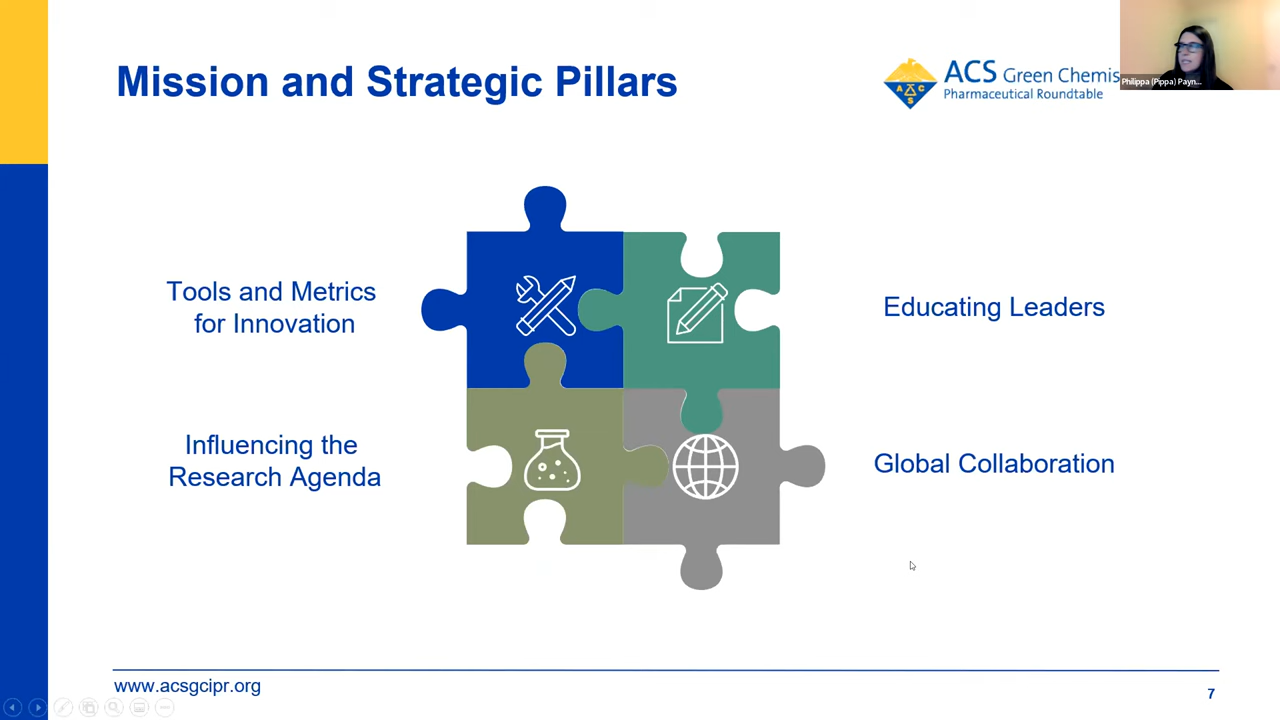 Mission and Strategic Pillars
ACS Green Chemis
Pharmaceutical Roundtable
A C S
Philippa (Pippa) Payn...
Tools and Metrics
for Innovation
Educating Leaders
Influencing the
Research Agenda
Global Collaboration
www.acsgcipr.org
7